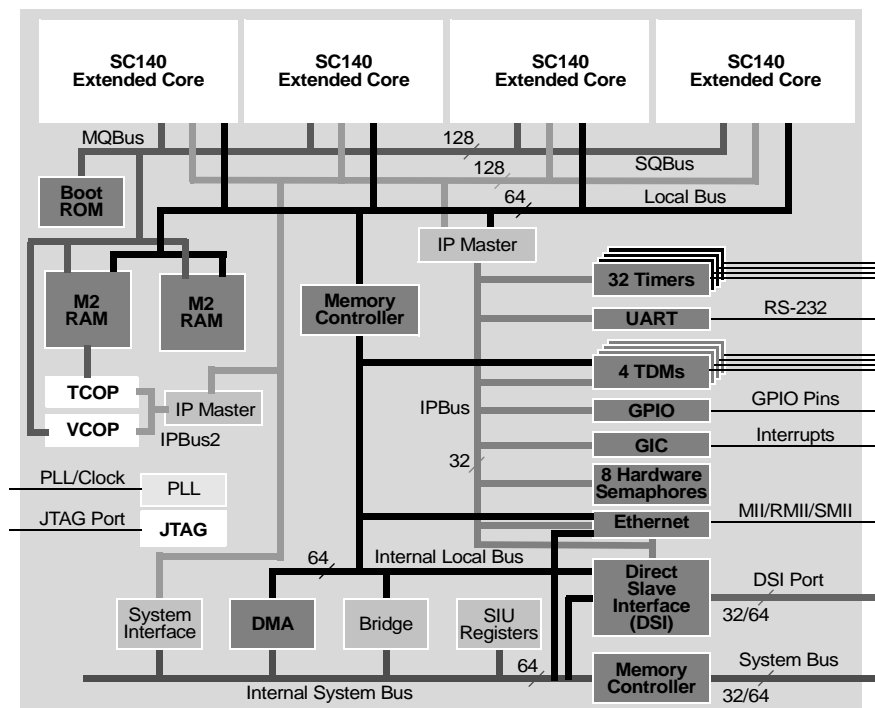 SC140
Extended Core
SC140
Extended Core
SC140
Extended Core
SC140
Extended Core
MQBus
128
SQBus
128
64
Local Bus
Boot
ROM
IP Master
M2
RAM
M2
RAM
Memory
Controller
32 Timers
UART
RS-232
4 TDMs
TCOP
VCOP
IP Master
IPBus2
IPBus
GPIO
GPIO Pins
GIC
Interrupts
32
8 Hardware
Semaphores
PLL/Clock
PLL
JTAG Port
JTAG
Ethernet
MII/RMII/SMII
64
Internal Local Bus
System
Interface
DMA
Bridge
SIU
Registers
Direct
Slave
Interface
(DSI)
DSI Port
32/64
64
Internal System Bus
Memory
Controller
System Bus
32/64